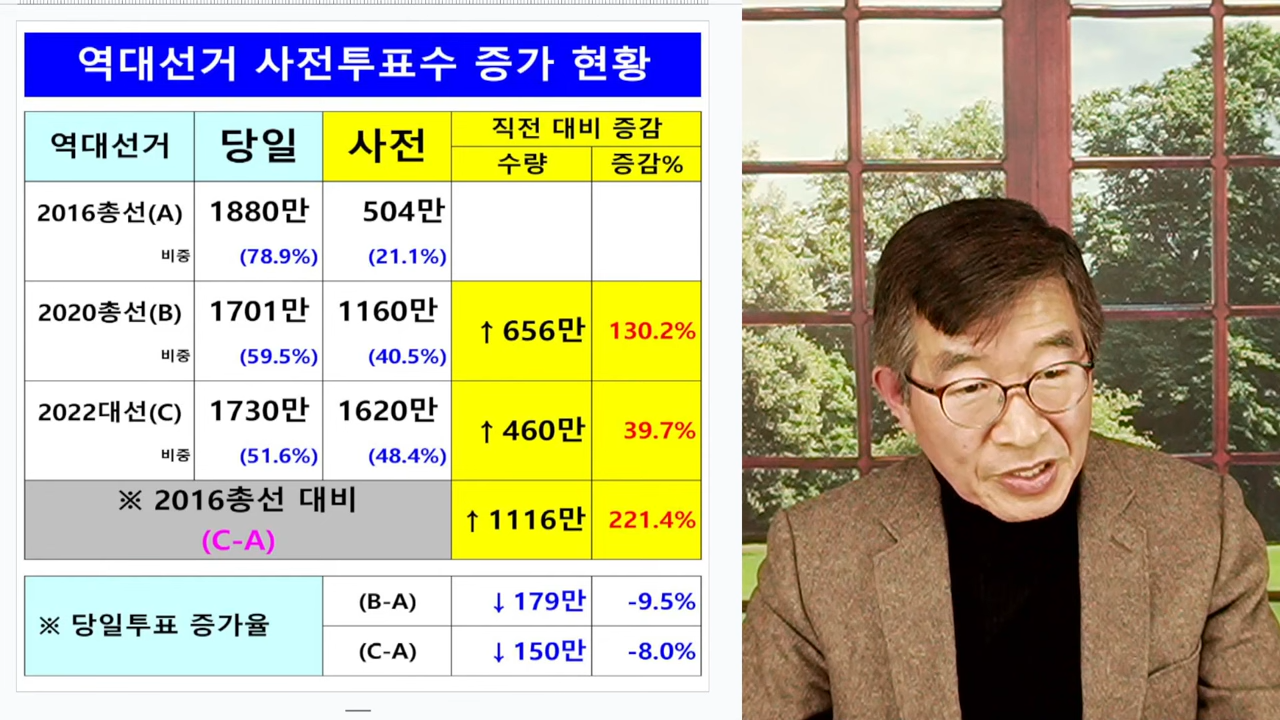 역대선거 사전투표수 증가 현황
역대선거 당일 사전 직전 대비 증감
수량 증감%
2016총선(A) 1880만 504만
비중 (78.9%) (21.1%)
2020총선(B) 1701만 1160만 ↑ 656만 130.2%
비중 (59.5%) (40.5%)
2022대선(C) 1730만 1620만 ↑ 460만 39.7%
비중 (51.6%) (48.4%)
※ 2016총선 대비 ↑ 1116만 221.4%
(C-A)
※ 당일투표 증가율 (B-A) ↓ 179만 -9.5%
(C-A) ↓ 150만 -8.0%